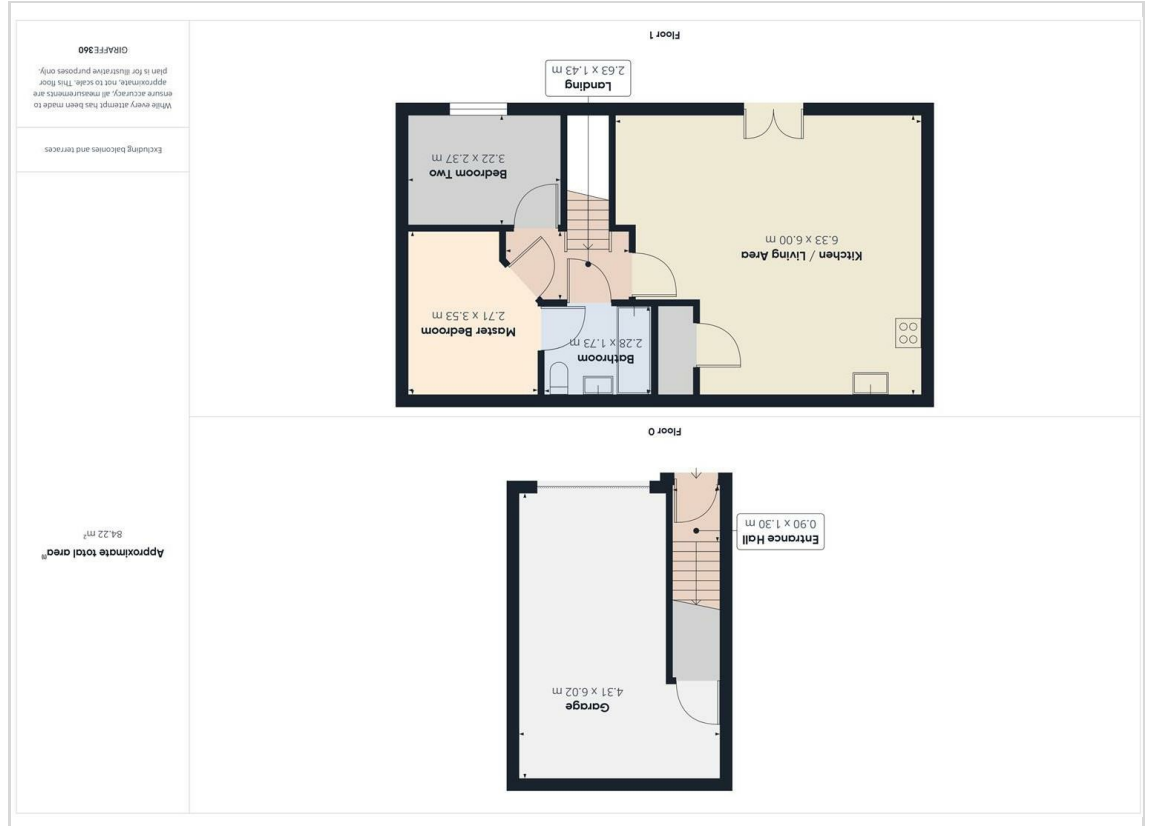 Floor 0
Entrance Hall
0.90 x 1.30 m
Garage
4.31 x 6.02 m
Floor 1
Kitchen / Living Area
6.33 x 6.00 m
Bathroom
2.28 x 1.73 m
Master Bedroom
2.71 x 3.53 m
Bedroom Two
3.22 x 2.37 m
Landing
2.63 x 1.43 m
Approximate total area⁽¹⁾
84.22 m²
Excluding balconies and terraces
While every attempt has been made to
ensure accuracy, all measurements are
approximate, not to scale. This floor
plan is for illustrative purposes only.
GIRAFFE360